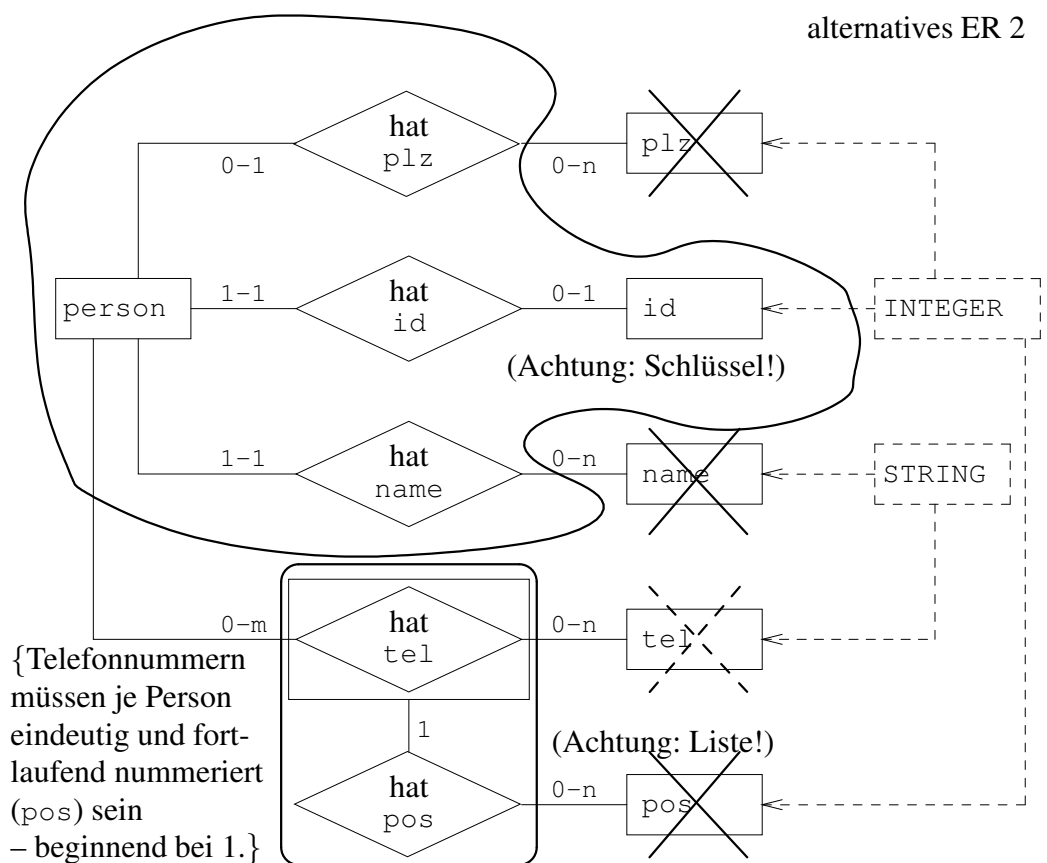 alternatives ER 2
hat
plz
0–1
0–n
plz
person
1–1
hat
id
0–1
id
INTEGER
(Achtung: Schlüssel!)
1–1
hat
name
0–n
name
STRING
0–m
hat
tel
0–n
tel
{Telefonnummern
müssen je Person
eindeutig und fort-
laufend nummeriert
(pos) sein
– beginnend bei 1.}
1
(Achtung: Liste!)
hat
pos
0–n
pos